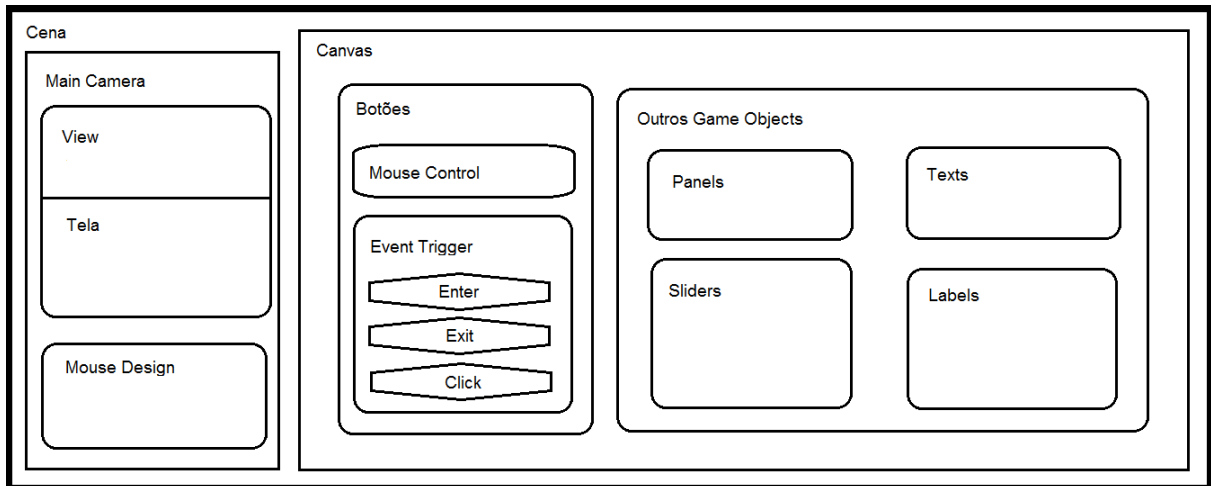 Cena
Main Camera
View
Tela
Mouse Design
Canvas
Botões
Mouse Control
Event Trigger
Enter
Exit
Click
Outros Game Objects
Panels
Texts
Sliders
Labels